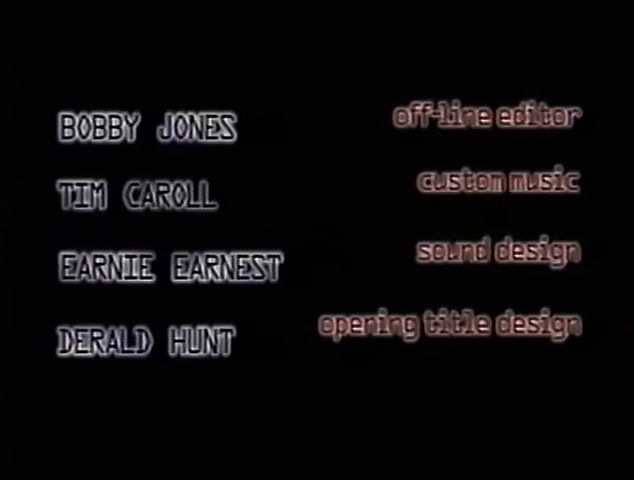 BOBBY JONES off-line editor
TIM CAROLL custom music
EARNIE EARNEST sound design
DERALD HUNT opening title design